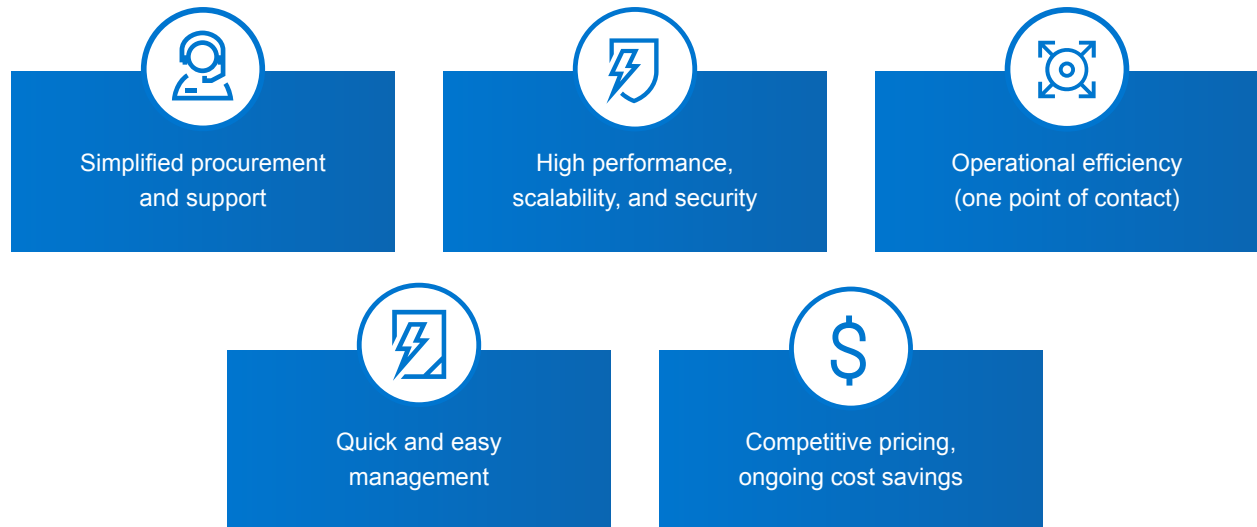 Simplified procurement
and support
High performance,
scalability, and security
Operational efficiency
(one point of contact)
Quick and easy
management
Competitive pricing,
ongoing cost savings